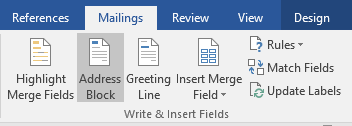 References Mailings Review View Design
Highlight Merge Fields
Address Block
Greeting Line
Insert Merge Field
Rules
Match Fields
Update Labels
Write & Insert Fields